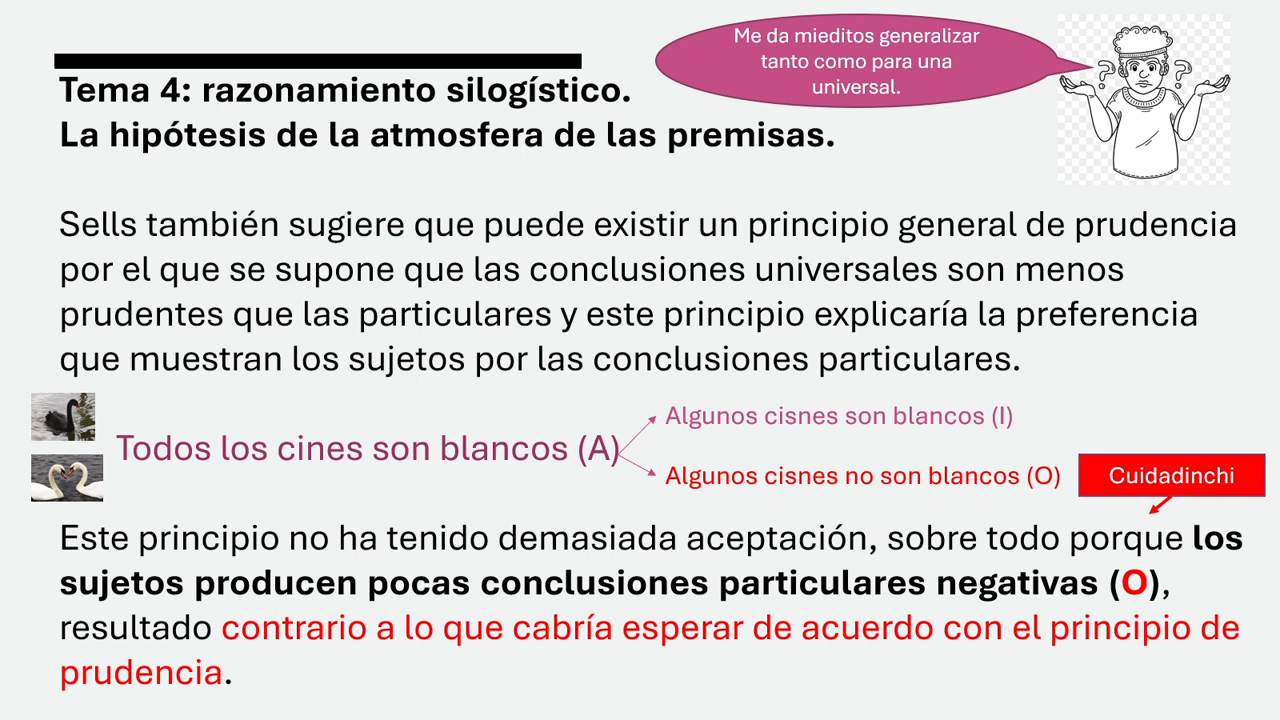 Me da mieditos generalizar
tanto como para una
universal.
Tema 4: razonamiento silogístico.
La hipótesis de la atmosfera de las premisas.
Sells también sugiere que puede existir un principio general de prudencia
por el que se supone que las conclusiones universales son menos
prudentes que las particulares y este principio explicaría la preferencia
que muestran los sujetos por las conclusiones particulares.
Algunos cisnes son blancos (I)
Todos los cines son blancos (A)
Algunos cisnes no son blancos (O)
Cuidadinchi
Este principio no ha tenido demasiada aceptación, sobre todo porque los
sujetos producen pocas conclusiones particulares negativas (O),
resultado contrario a lo que cabría esperar de acuerdo con el principio de
prudencia.